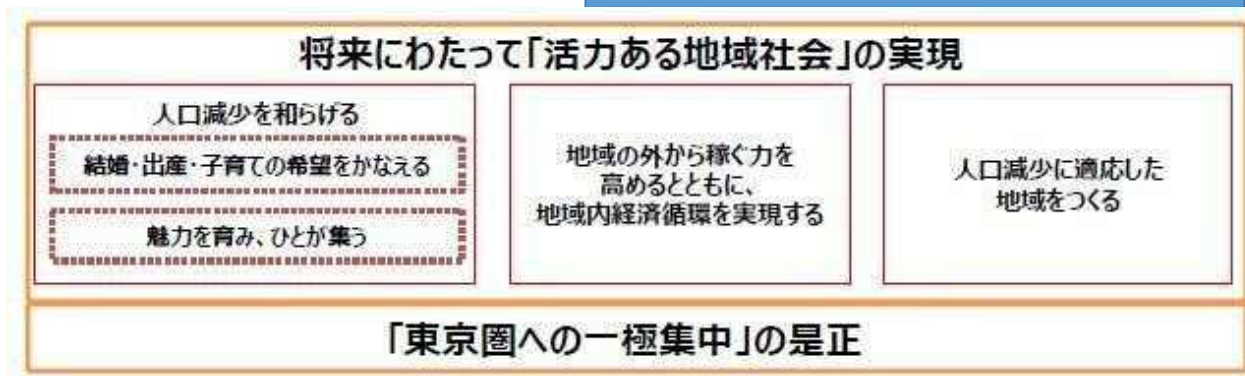 将来にわたって「活力ある地域社会」の実現
人口減少を和らげる
結婚・出産・子育ての希望をかなえる
魅力を育み、ひとが集う
地域の外から稼ぐ力を
高めるとともに、
地域内経済循環を実現する
人口減少に適応した
地域をつくる
「東京圏への一極集中」の是正